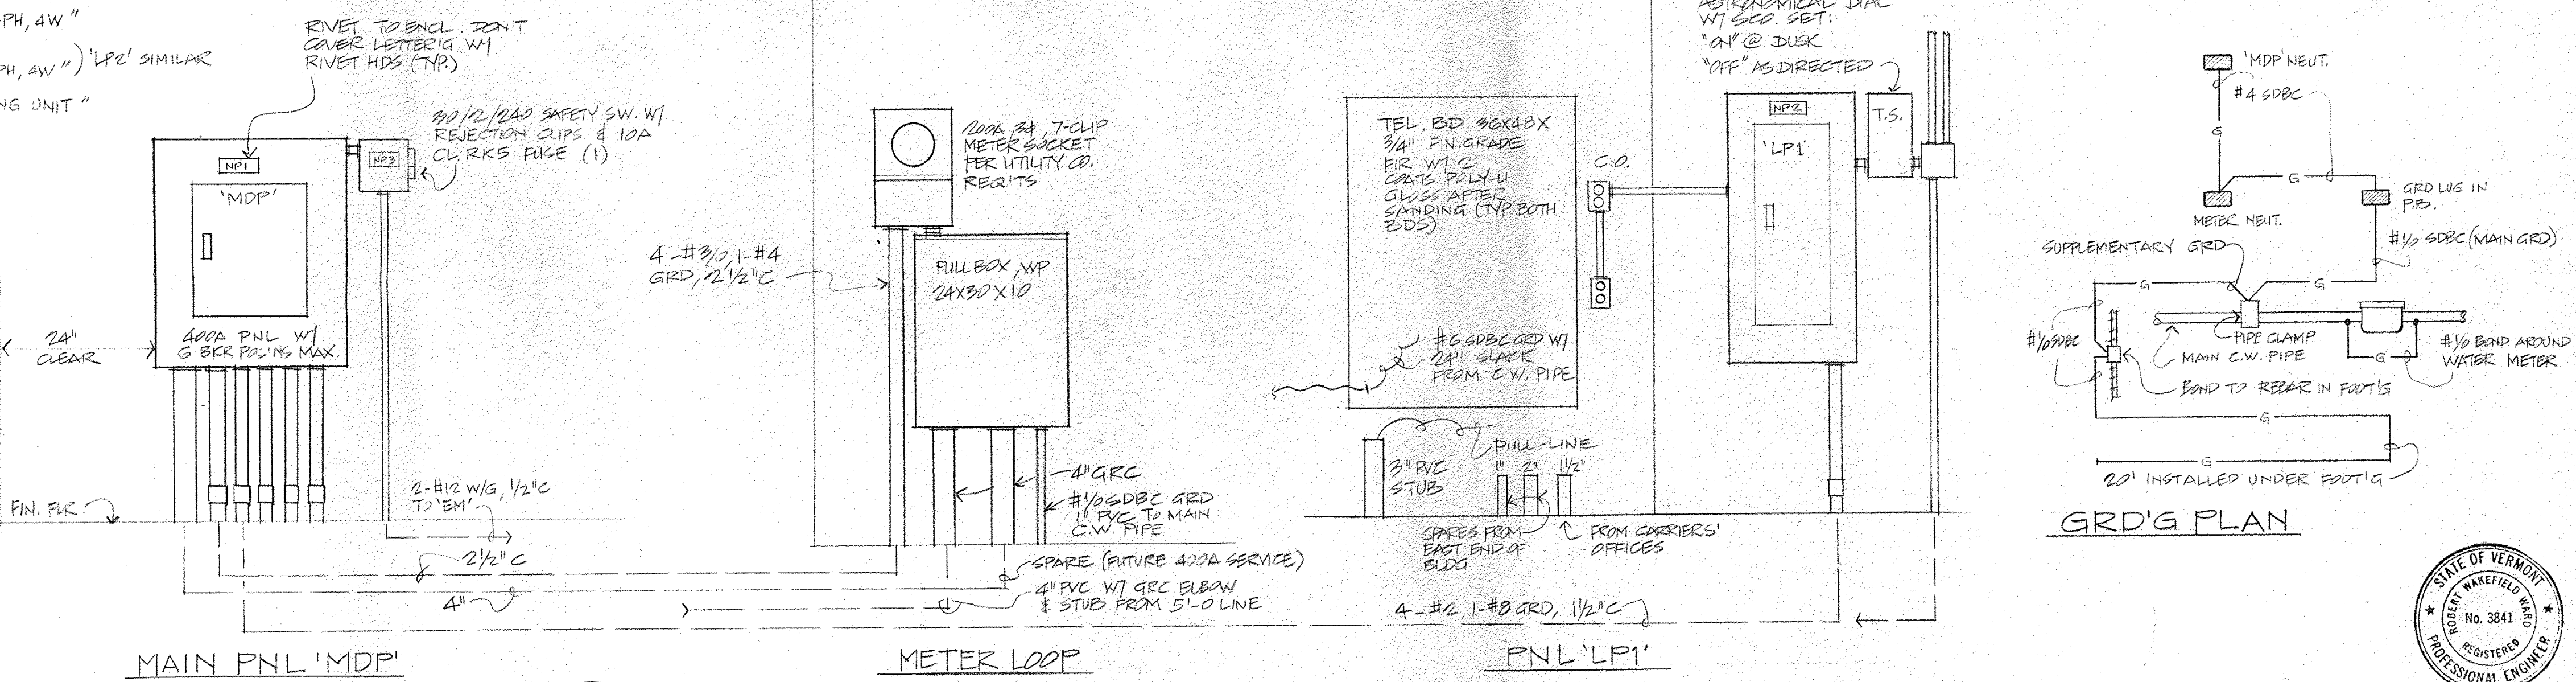 -PH, 4W"
PH, 4W") 'LP2' SIMILAR
NG UNIT"
RIVET TO ENCL. DON'T
COVER LETTER'G W/
RIVET HDS (TYP.)
30/2/240 SAFETY SW. W/
REJECTION CLIPS & 10A
CL. RK5 FUSE (1)
NP1
NP3
'MDP'
400A PNL W/
6 BKR POS'NS MAX.
24"
CLEAR
FIN. FLR.
2-#12 W/G, 1/2"C
TO 'EM'
2 1/2" C
4"
MAIN PNL 'MDP'
200A, 3ø, 7-CLIP
METER SOCKET
PER UTILITY CO.
REQ'TS
4-#3/0, 1-#4
GRD, 2 1/2"C
PULL BOX, WP
24X30X10
4" GRC
#1/0 SDBC GRD
1" PVC TO MAIN
C.W. PIPE
SPARE (FUTURE 400A SERVICE)
4" PVC W/ GRC ELBOW
& STUB FROM 5'-0 LINE
METER LOOP
TEL. BD. 36X48X
3/4" FIN. GRADE
FIR W/ 2
COATS POLY-U
GLOSS AFTER
SANDING (TYP. BOTH
BDS)
#6 SDBC GRD W/
24" SLACK
FROM C.W. PIPE
C.O.
ASTRONOMICAL DIAL
W/ SCO. SET:
"ON" @ DUSK
"OFF" AS DIRECTED
NP2
'LP1'
T.S.
PULL-LINE
3" PVC
STUB
1" 2" 1 1/2"
SPARES FROM
EAST END OF
BLDG
FROM CARRIERS'
OFFICES
4-#2, 1-#8 GRD, 1 1/2"C
PNL 'LP1'
'MDP' NEUT.
#4 SDBC
G
G
METER NEUT.
GRD LUG IN
P.B.
SUPPLEMENTARY GRD
#1/0 SDBC (MAIN GRD)
G
G
#1/0 SDBC
PIPE CLAMP
MAIN C.W. PIPE
G
#1/0 BOND AROUND
WATER METER
BOND TO REBAR IN FOOT'G
G
G
20' INSTALLED UNDER FOOT'G
GRD'G PLAN
STATE OF VERMONT
ROBERT WAKEFIELD WARD
No. 3841
REGISTERED
PROFESSIONAL ENGINEER